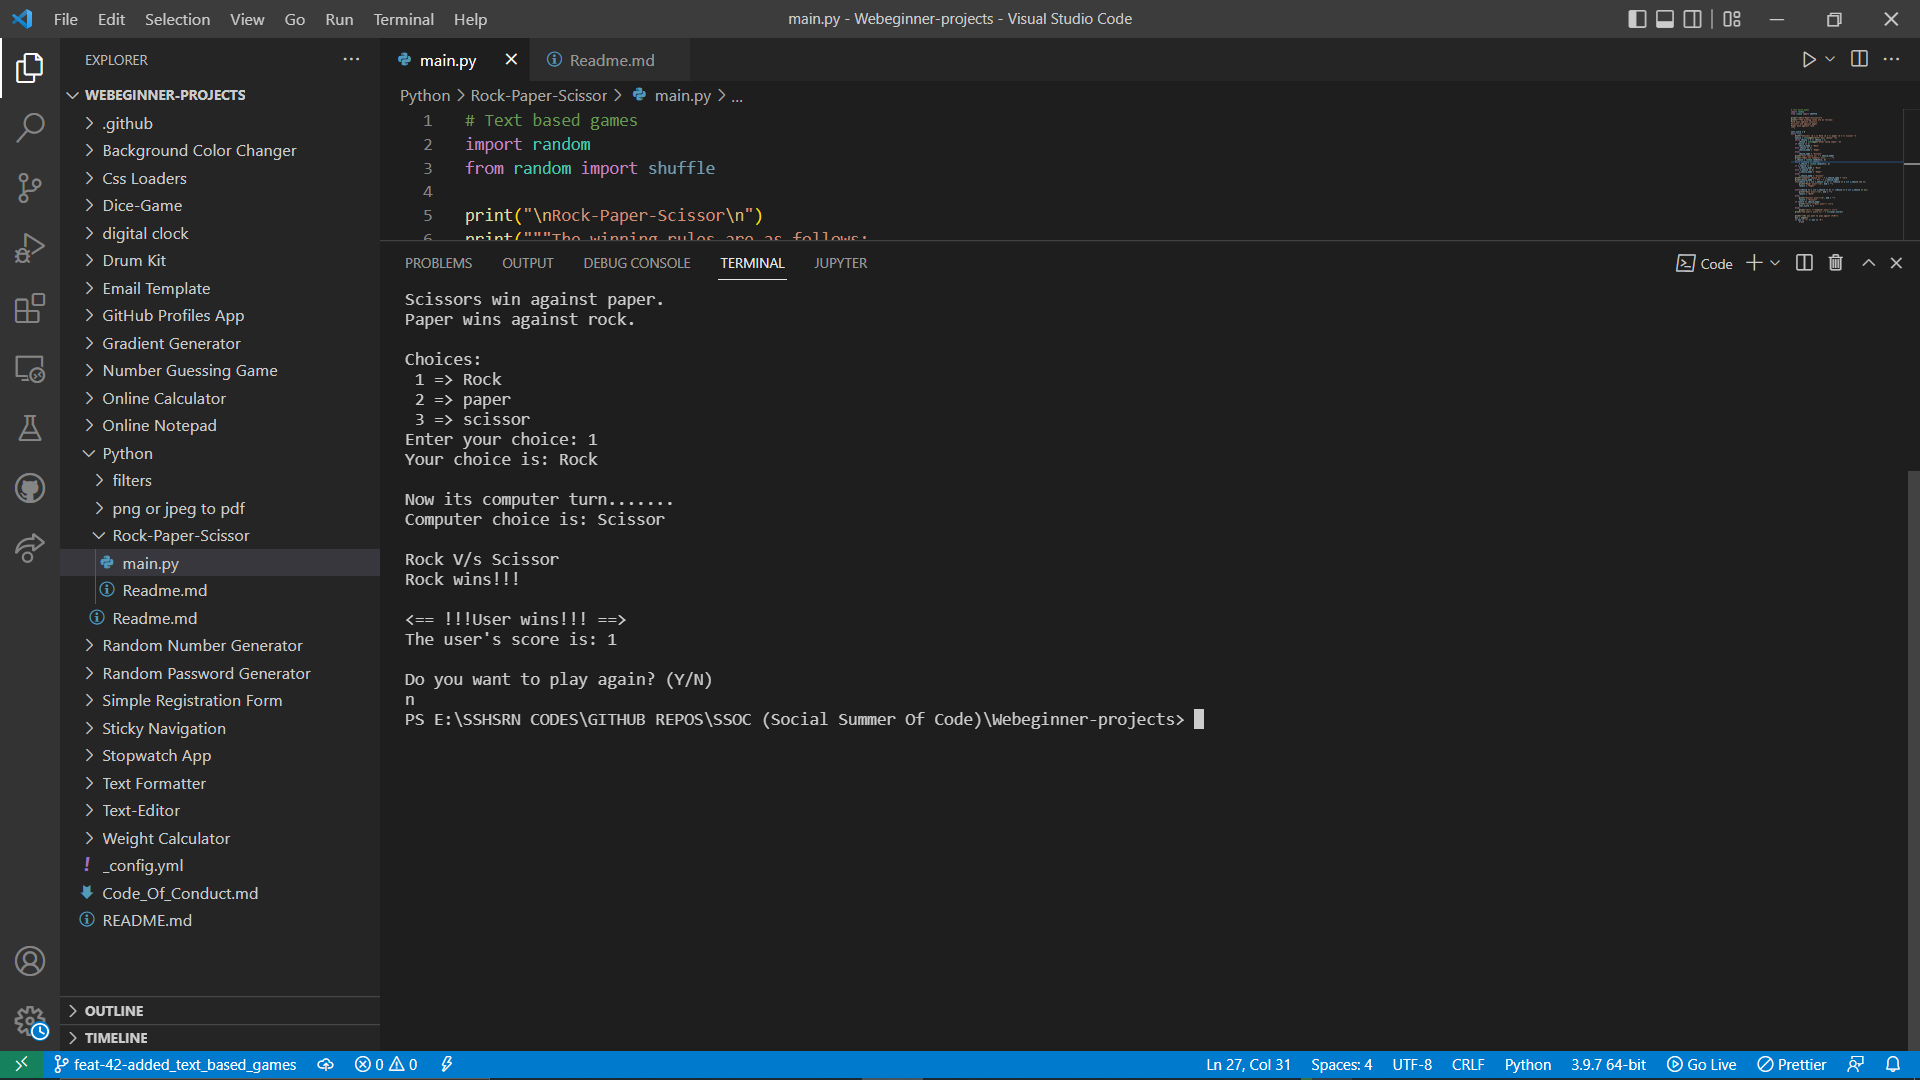 File Edit Selection View Go Run Terminal Help
main.py - Webeginner-projects - Visual Studio Code
EXPLORER
WEBEGINNER-PROJECTS
.github
Background Color Changer
Css Loaders
Dice-Game
digital clock
Drum Kit
Email Template
GitHub Profiles App
Gradient Generator
Number Guessing Game
Online Calculator
Online Notepad
Python
filters
png or jpeg to pdf
Rock-Paper-Scissor
main.py
Readme.md
Readme.md
Random Number Generator
Random Password Generator
Simple Registration Form
Sticky Navigation
Stopwatch App
Text Formatter
Text-Editor
Weight Calculator
_config.yml
Code_Of_Conduct.md
README.md
OUTLINE
TIMELINE
main.py
Readme.md
Python > Rock-Paper-Scissor > main.py > ...
1 # Text based games
2 import random
3 from random import shuffle
4
5 print("\nRock-Paper-Scissor\n")
6 print("""The winning rules are as follows:
PROBLEMS OUTPUT DEBUG CONSOLE TERMINAL JUPYTER
Code
Scissors win against paper.
Paper wins against rock.
Choices:
1 => Rock
2 => paper
3 => scissor
Enter your choice: 1
Your choice is: Rock
Now its computer turn.......
Computer choice is: Scissor
Rock V/s Scissor
Rock wins!!!
<== !!!User wins!!! ==>
The user's score is: 1
Do you want to play again? (Y/N)
n
PS E:\SSHSRN CODES\GITHUB REPOS\SSOC (Social Summer Of Code)\Webeginner-projects>
feat-42-added_text_based_games 0 0
Ln 27, Col 31 Spaces: 4 UTF-8 CRLF Python 3.9.7 64-bit Go Live Prettier